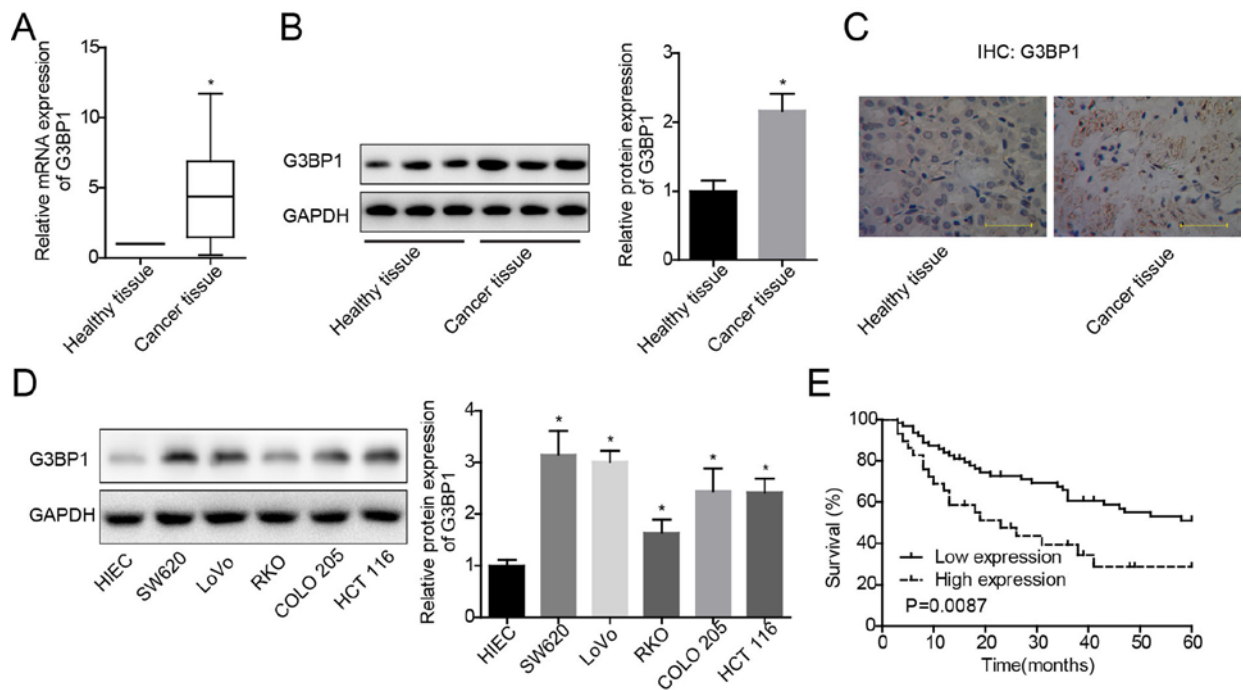 A
Relative mRNA expression
of G3BP1
15
10
5
0
*
Healthy tissue
Cancer tissue
B
G3BP1
GAPDH
Healthy tissue
Cancer tissue
Relative protein expression
of G3BP1
3
2
1
0
*
Healthy tissue
Cancer tissue
C
IHC: G3BP1
Healthy tissue
Cancer tissue
D
G3BP1
GAPDH
HIEC
SW620
LoVo
RKO
COLO 205
HCT 116
Relative protein expression
of G3BP1
4
3
2
1
0
*
*
*
*
*
HIEC
SW620
LoVo
RKO
COLO 205
HCT 116
E
Survival (%)
100
80
60
40
20
0
Low expression
High expression
P=0.0087
0 10 20 30 40 50 60
Time(months)